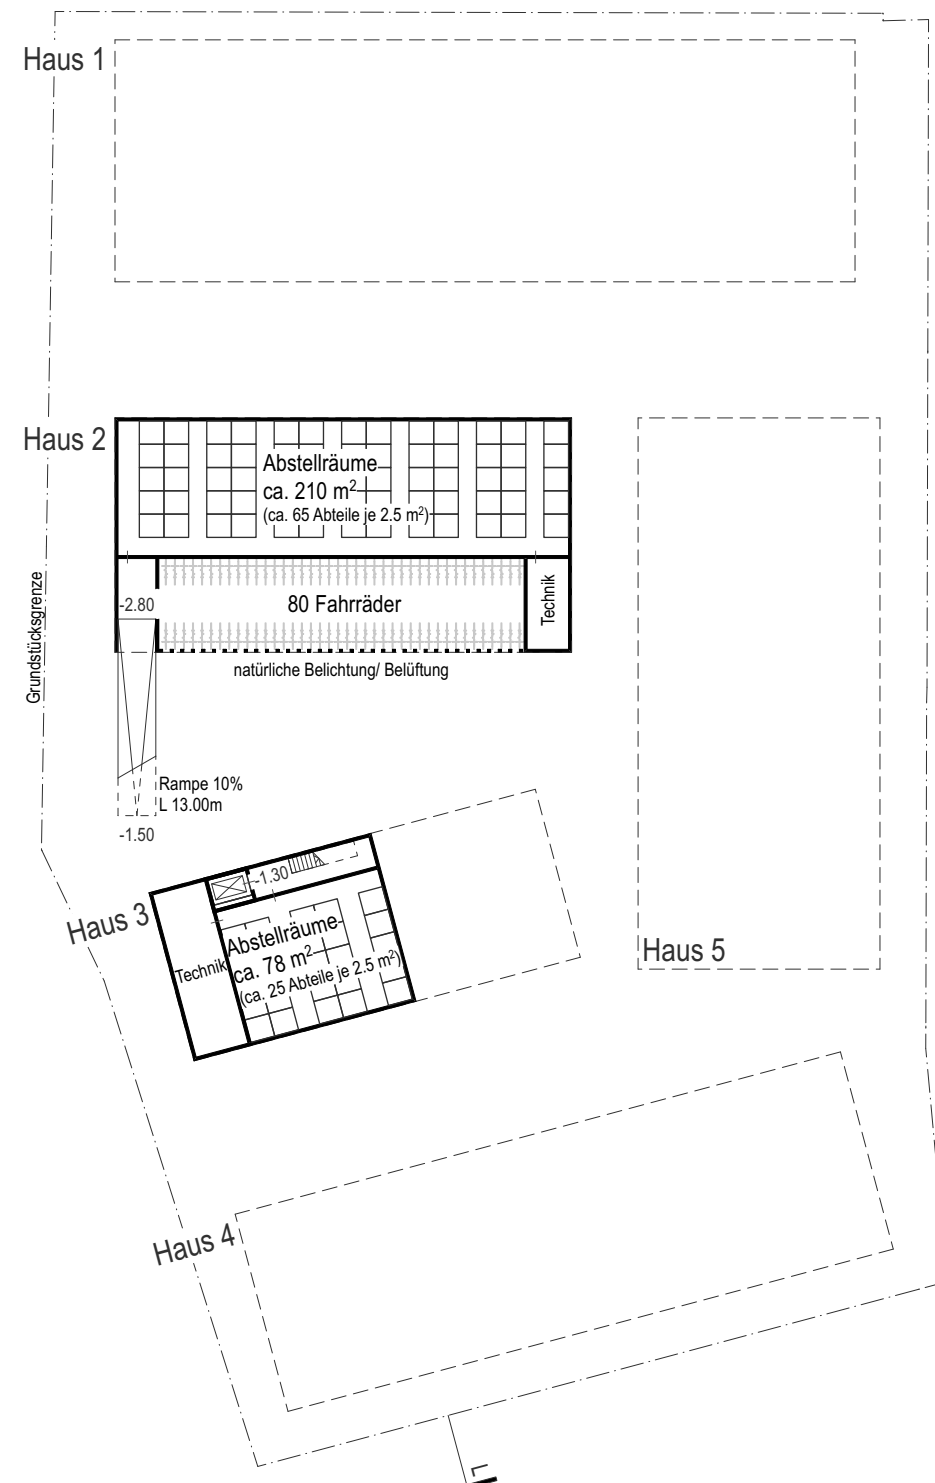 Haus 1
Haus 2
Abstellräume
ca. 210 m²
(ca. 65 Abteile je 2.5 m²)
Grundstücksgrenze
-2.80
80 Fahrräder
Technik
natürliche Belichtung/ Belüftung
Rampe 10%
L 13.00m
-1.50
-1.30
Haus 3
Abstellräume
ca. 78 m²
(ca. 25 Abteile je 2.5 m²)
Technik
Haus 5
Haus 4